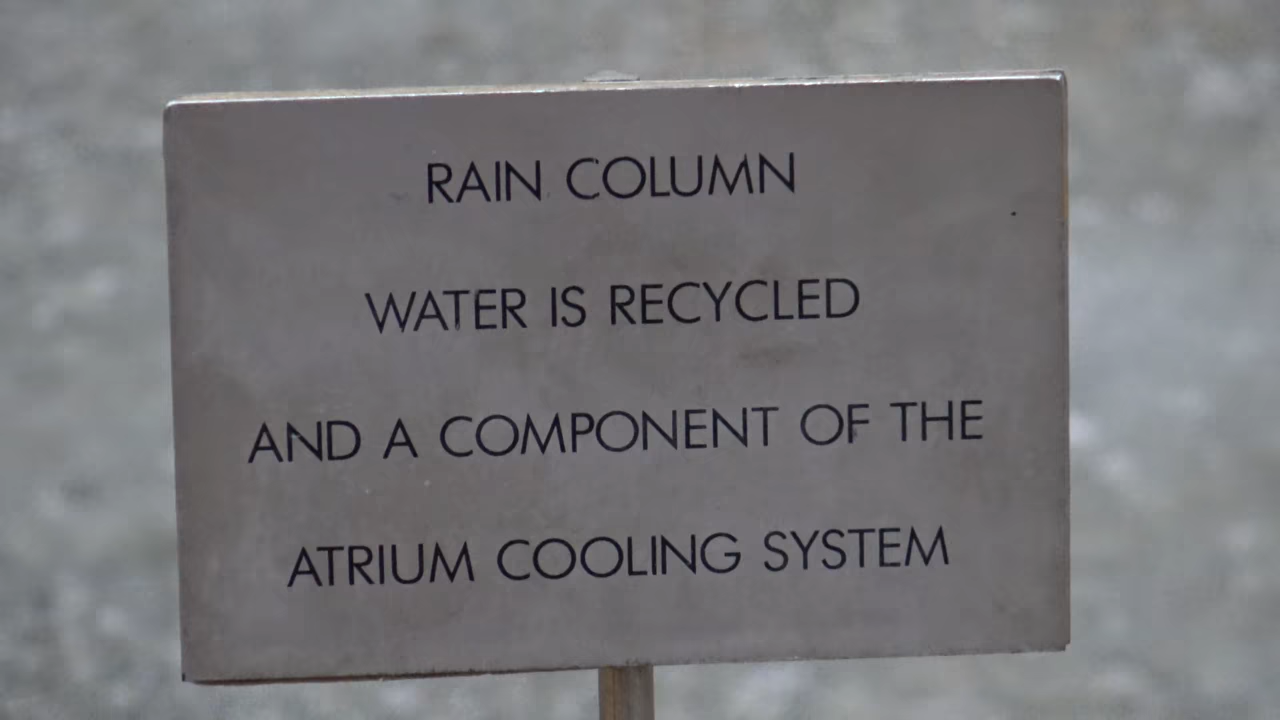 RAIN COLUMN
WATER IS RECYCLED
AND A COMPONENT OF THE
ATRIUM COOLING SYSTEM